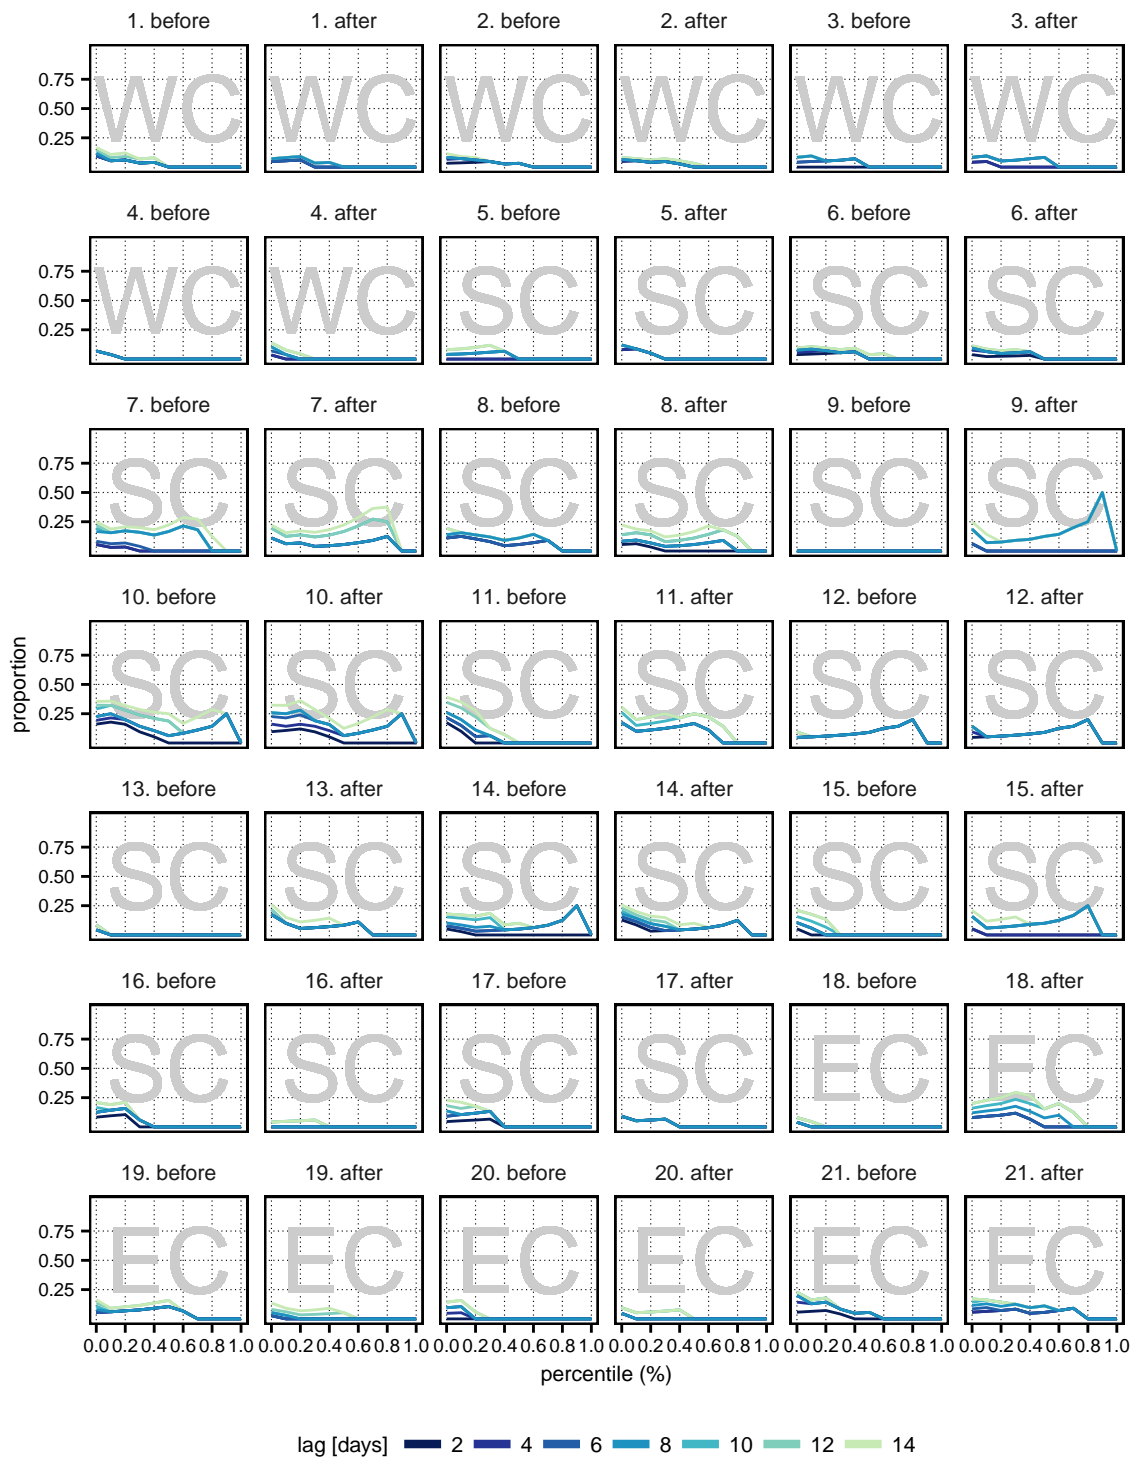 1. before 1. after 2. before 2. after 3. before 3. after
0.75
0.50
0.25
WC WC WC WC WC WC
4. before 4. after 5. before 5. after 6. before 6. after
0.75
0.50
0.25
WC WC SC SC SC SC
7. before 7. after 8. before 8. after 9. before 9. after
0.75
0.50
0.25
SC SC SC SC SC SC
10. before 10. after 11. before 11. after 12. before 12. after
proportion
0.75
0.50
0.25
SC SC SC SC SC SC
13. before 13. after 14. before 14. after 15. before 15. after
0.75
0.50
0.25
SC SC SC SC SC SC
16. before 16. after 17. before 17. after 18. before 18. after
0.75
0.50
0.25
SC SC SC SC EC EC
19. before 19. after 20. before 20. after 21. before 21. after
0.75
0.50
0.25
EC EC EC EC EC EC
0.0 0.2 0.4 0.6 0.8 1.0 0.0 0.2 0.4 0.6 0.8 1.0 0.0 0.2 0.4 0.6 0.8 1.0 0.0 0.2 0.4 0.6 0.8 1.0 0.0 0.2 0.4 0.6 0.8 1.0 0.0 0.2 0.4 0.6 0.8 1.0
percentile (%)
lag [days] 2 4 6 8 10 12 14